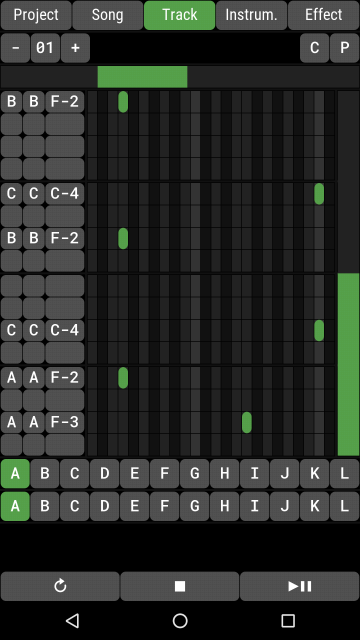 Project Song Track Instrum. Effect
- 01 + C P
B B F-2
C C C-4
B B F-2
C C C-4
A A F-2
A A F-3
A B C D E F G H I J K L
A B C D E F G H I J K L